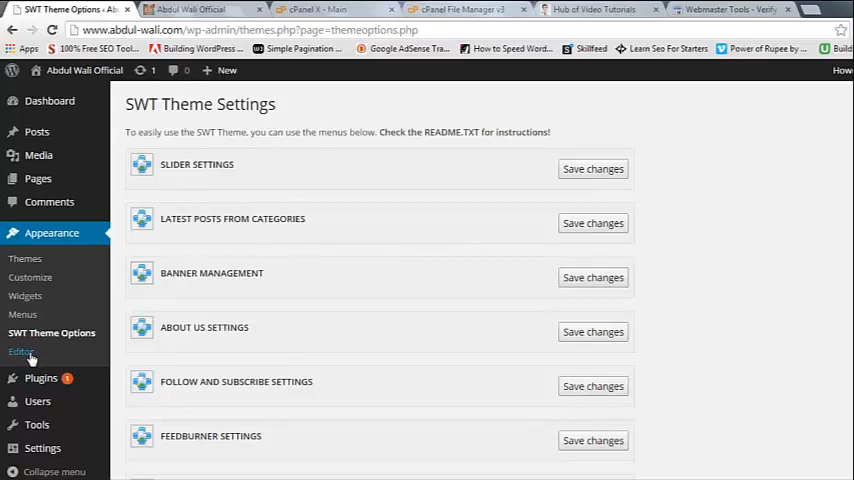 SWT Theme Options ‹ Ab
Abdul Wali Official
cPanel X - Main
cPanel File Manager v3
Hub of Video Tutorials
Webmaster Tools - Verify
www.abdul-wali.com/wp-admin/themes.php?page=themeoptions.php
Apps
100% Free SEO Tool...
Building WordPress ...
Simple Pagination ...
Google AdSense Trai...
Skillfeed
Learn Seo For Starters
Power of Rupee
Build
Abdul Wali Official
1
0
New
How
Dashboard
Posts
Media
Pages
Comments
Appearance
Themes
Customize
Widgets
Menus
SWT Theme Options
Editor
Plugins 1
Users
Tools
Settings
Collapse menu
SWT Theme Settings
To easily use the SWT Theme, you can use the menus below. Check the README.TXT for instructions!
SLIDER SETTINGS
Save changes
LATEST POSTS FROM CATEGORIES
Save changes
BANNER MANAGEMENT
Save changes
ABOUT US SETTINGS
Save changes
FOLLOW AND SUBSCRIBE SETTINGS
Save changes
FEEDBURNER SETTINGS
Save changes